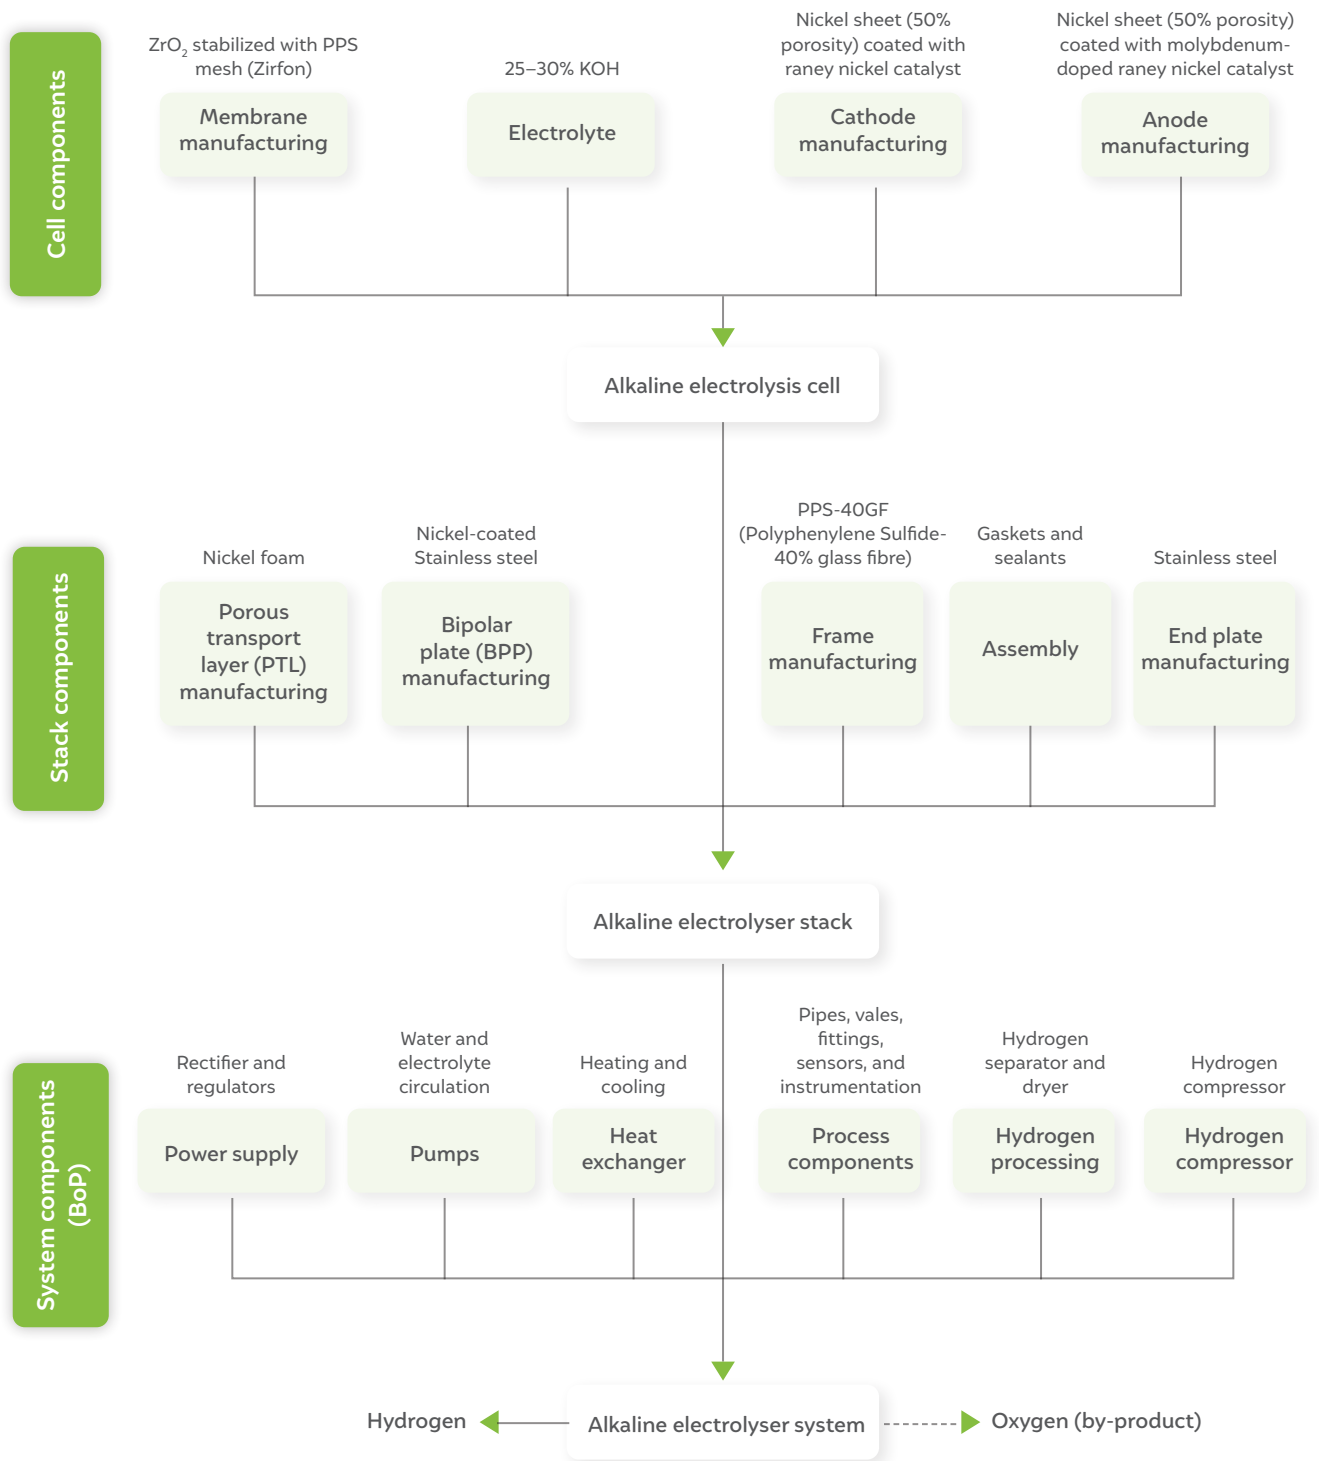 Cell components
ZrO2 stabilized with PPS
mesh (Zirfon)
Membrane
manufacturing
25–30% KOH
Electrolyte
Nickel sheet (50%
porosity) coated with
raney nickel catalyst
Cathode
manufacturing
Nickel sheet (50% porosity)
coated with molybdenum-
doped raney nickel catalyst
Anode
manufacturing
Alkaline electrolysis cell
Stack components
Nickel foam
Porous
transport
layer (PTL)
manufacturing
Nickel-coated
Stainless steel
Bipolar
plate (BPP)
manufacturing
PPS-40GF
(Polyphenylene Sulfide-
40% glass fibre)
Frame
manufacturing
Gaskets and
sealants
Assembly
Stainless steel
End plate
manufacturing
Alkaline electrolyser stack
System components
(BoP)
Rectifier and
regulators
Power supply
Water and
electrolyte
circulation
Pumps
Heating and
cooling
Heat
exchanger
Pipes, vales,
fittings,
sensors, and
instrumentation
Process
components
Hydrogen
separator and
dryer
Hydrogen
processing
Hydrogen
compressor
Hydrogen
compressor
Hydrogen
Alkaline electrolyser system
Oxygen (by-product)